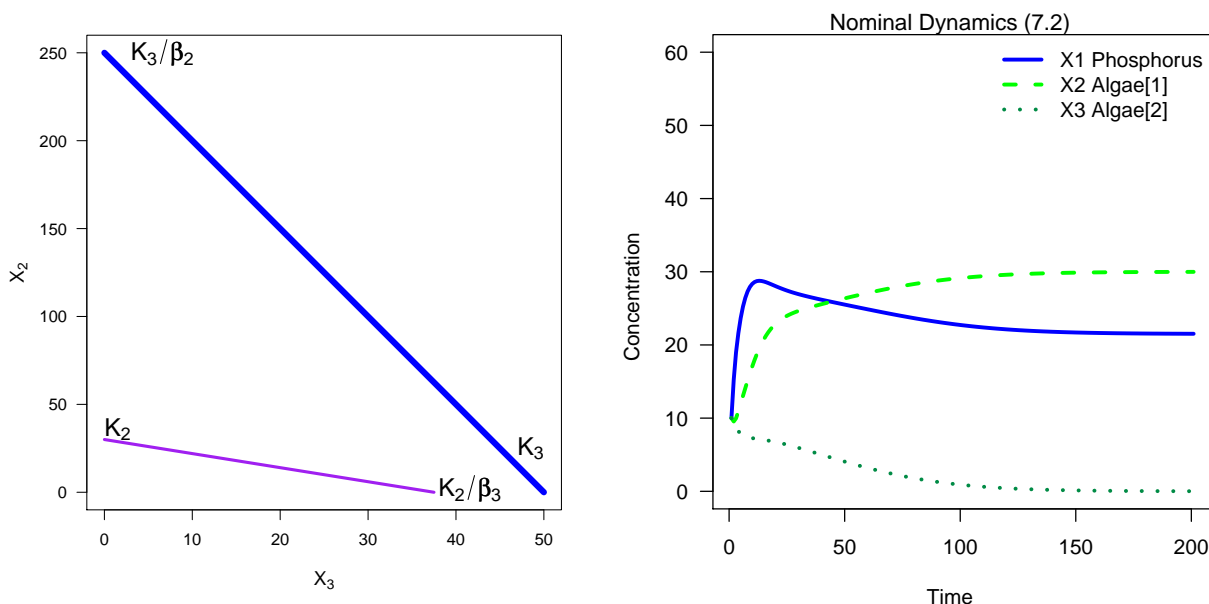 K3/β2
250
200
150
100
50
0
X2
K2
K3
K2/β3
0 10 20 30 40 50
X3
Nominal Dynamics (7.2)
X1 Phosphorus
X2 Algae[1]
X3 Algae[2]
60
50
40
30
20
10
0
Concentration
0 50 100 150 200
Time